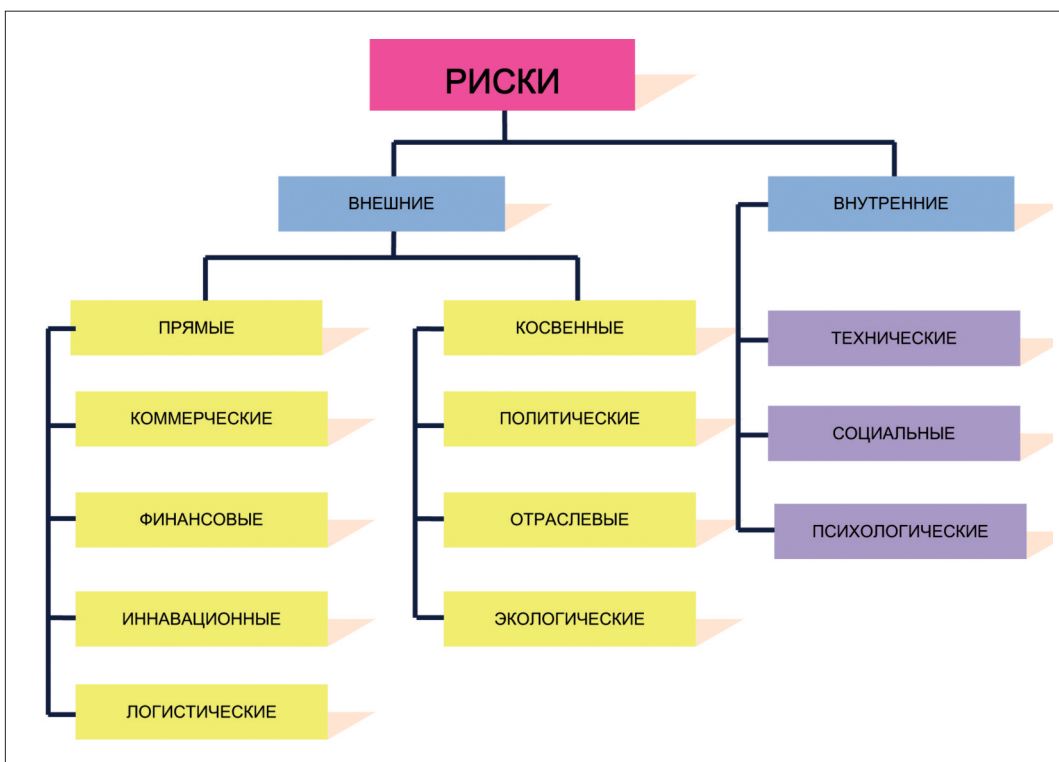 РИСКИ
ВНЕШНИЕ
ВНУТРЕННИЕ
ПРЯМЫЕ
КОММЕРЧЕСКИЕ
ФИНАНСОВЫЕ
ИННАВАЦИОННЫЕ
ЛОГИСТИЧЕСКИЕ
КОСВЕННЫЕ
ПОЛИТИЧЕСКИЕ
ОТРАСЛЕВЫЕ
ЭКОЛОГИЧЕСКИЕ
ТЕХНИЧЕСКИЕ
СОЦИАЛЬНЫЕ
ПСИХОЛОГИЧЕСКИЕ